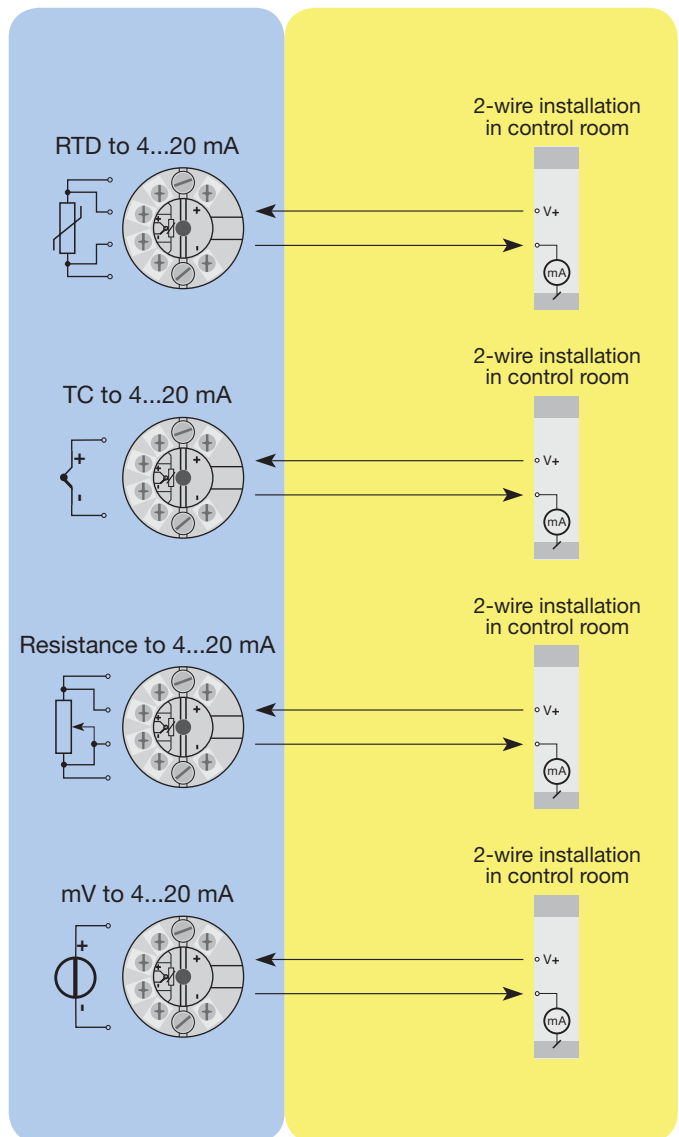 2-wire installation
in control room
RTD to 4...20 mA
+
-
V+
mA
2-wire installation
in control room
TC to 4...20 mA
+
-
+
-
V+
mA
2-wire installation
in control room
Resistance to 4...20 mA
+
-
V+
mA
2-wire installation
in control room
mV to 4...20 mA
+
-
+
-
V+
mA